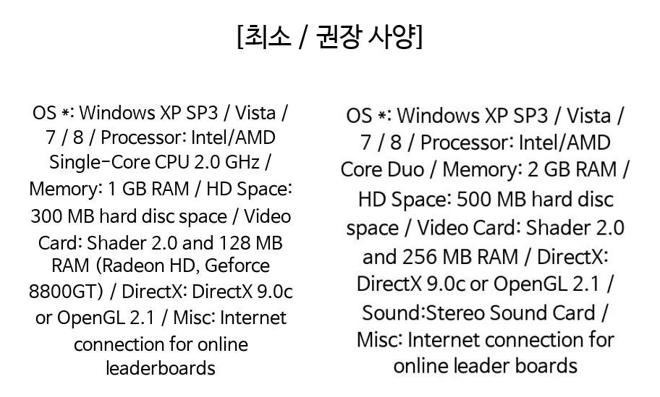 [최소 / 권장 사양]
OS *: Windows XP SP3 / Vista /
7 / 8 / Processor: Intel/AMD
Single-Core CPU 2.0 GHz /
Memory: 1 GB RAM / HD Space:
300 MB hard disc space / Video
Card: Shader 2.0 and 128 MB
RAM (Radeon HD, Geforce
8800GT) / DirectX: DirectX 9.0c
or OpenGL 2.1 / Misc: Internet
connection for online
leaderboards
OS *: Windows XP SP3 / Vista /
7 / 8 / Processor: Intel/AMD
Core Duo / Memory: 2 GB RAM /
HD Space: 500 MB hard disc
space / Video Card: Shader 2.0
and 256 MB RAM / DirectX:
DirectX 9.0c or OpenGL 2.1 /
Sound:Stereo Sound Card /
Misc: Internet connection for
online leader boards